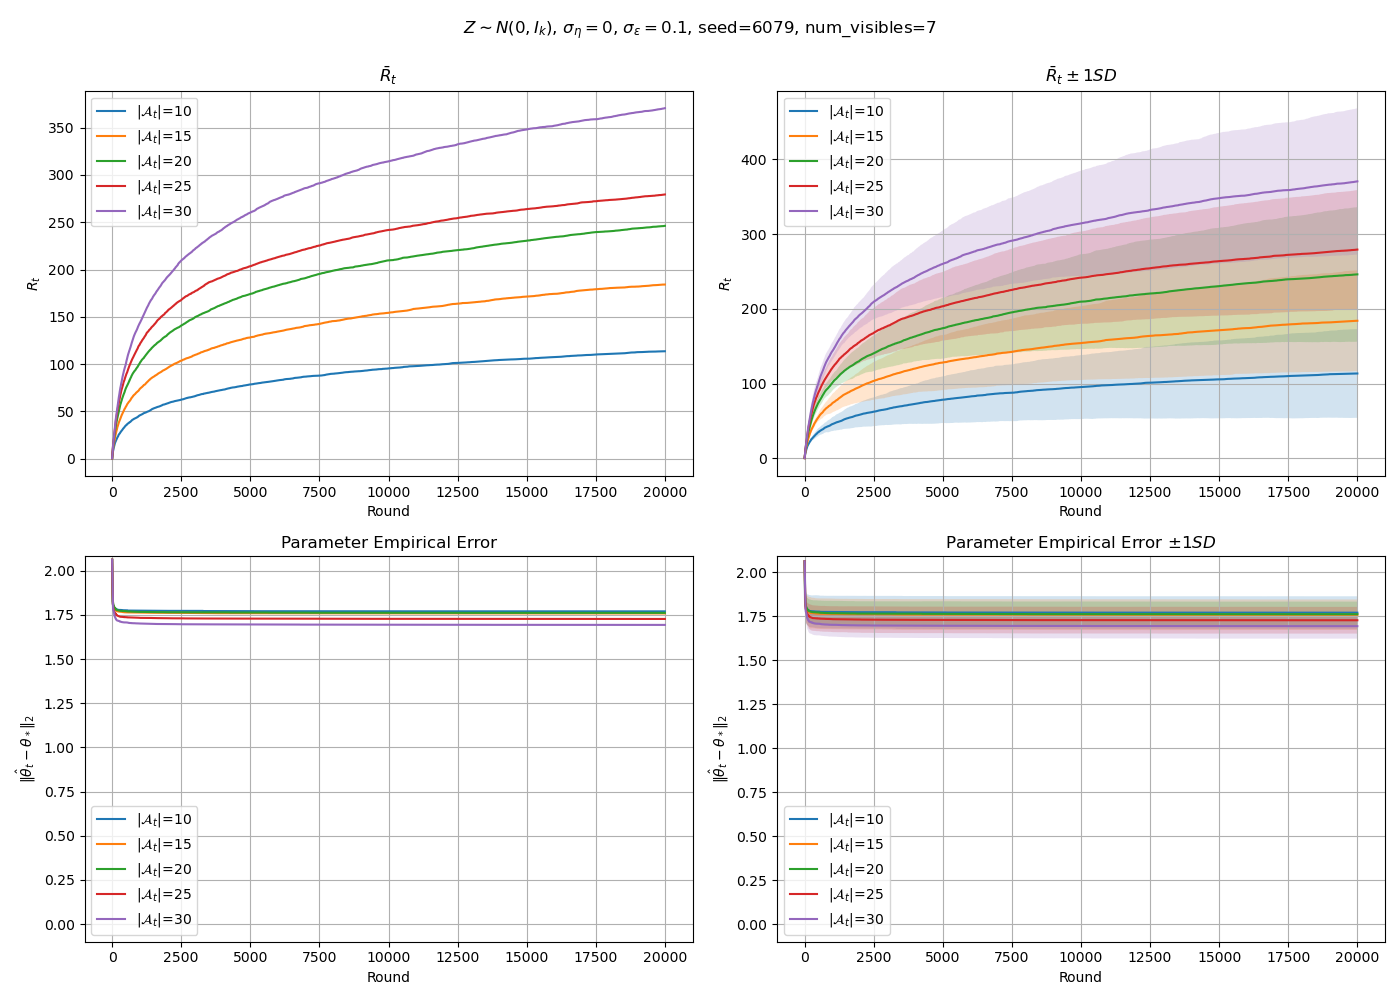 Z ∼ N(0, I_k), σ_η = 0, σ_ε = 0.1, seed=6079, num_visibles=7
R̄_t
R_t
350
300
250
200
150
100
50
0
|𝒜_t|=10
|𝒜_t|=15
|𝒜_t|=20
|𝒜_t|=25
|𝒜_t|=30
0 2500 5000 7500 10000 12500 15000 17500 20000
Round
R̄_t ± 1SD
R_t
400
300
200
100
0
|𝒜_t|=10
|𝒜_t|=15
|𝒜_t|=20
|𝒜_t|=25
|𝒜_t|=30
0 2500 5000 7500 10000 12500 15000 17500 20000
Round
Parameter Empirical Error
‖θ̂_t − θ_*‖_2
2.00
1.75
1.50
1.25
1.00
0.75
0.50
0.25
0.00
|𝒜_t|=10
|𝒜_t|=15
|𝒜_t|=20
|𝒜_t|=25
|𝒜_t|=30
0 2500 5000 7500 10000 12500 15000 17500 20000
Round
Parameter Empirical Error ±1SD
‖θ̂_t − θ_*‖_2
2.00
1.75
1.50
1.25
1.00
0.75
0.50
0.25
0.00
|𝒜_t|=10
|𝒜_t|=15
|𝒜_t|=20
|𝒜_t|=25
|𝒜_t|=30
0 2500 5000 7500 10000 12500 15000 17500 20000
Round